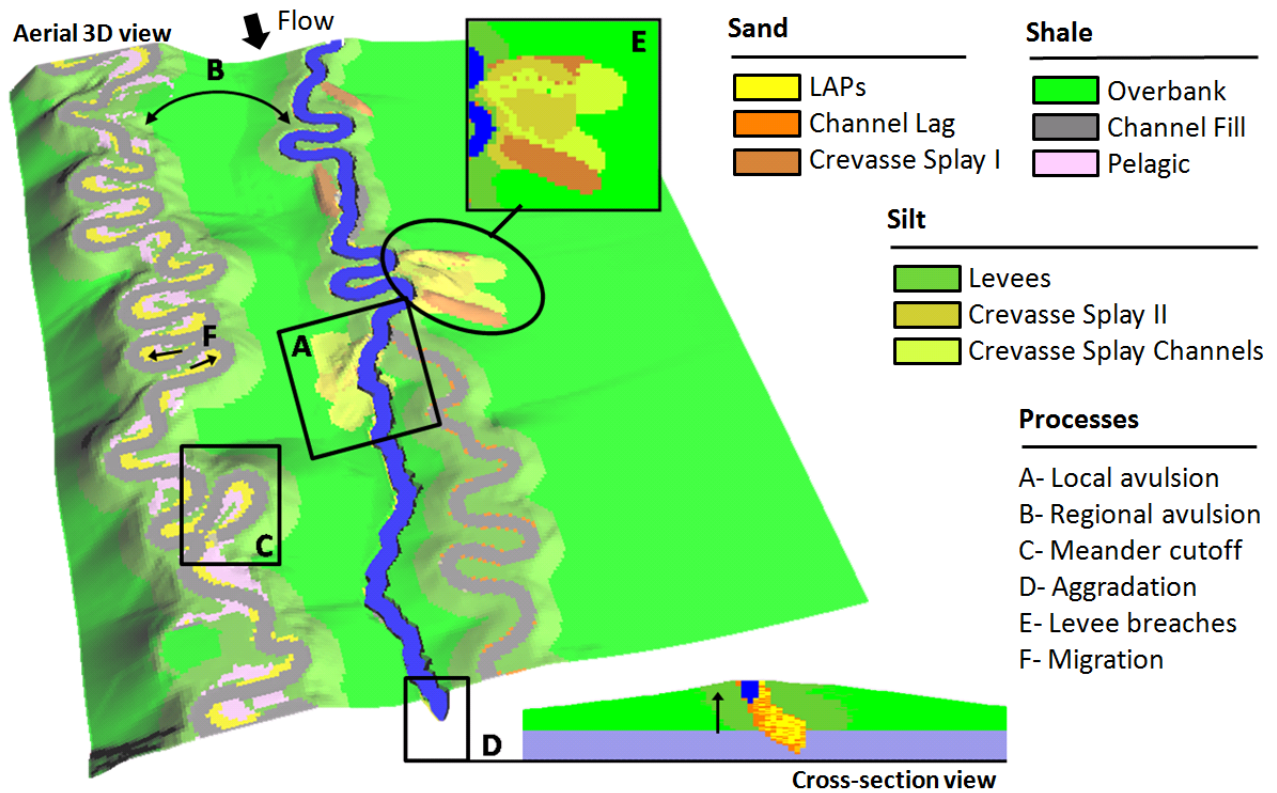 Aerial 3D view
Flow
B
E
A
F
C
D
Cross-section view
Sand
LAPs
Channel Lag
Crevasse Splay I
Shale
Overbank
Channel Fill
Pelagic
Silt
Levees
Crevasse Splay II
Crevasse Splay Channels
Processes
A- Local avulsion
B- Regional avulsion
C- Meander cutoff
D- Aggradation
E- Levee breaches
F- Migration